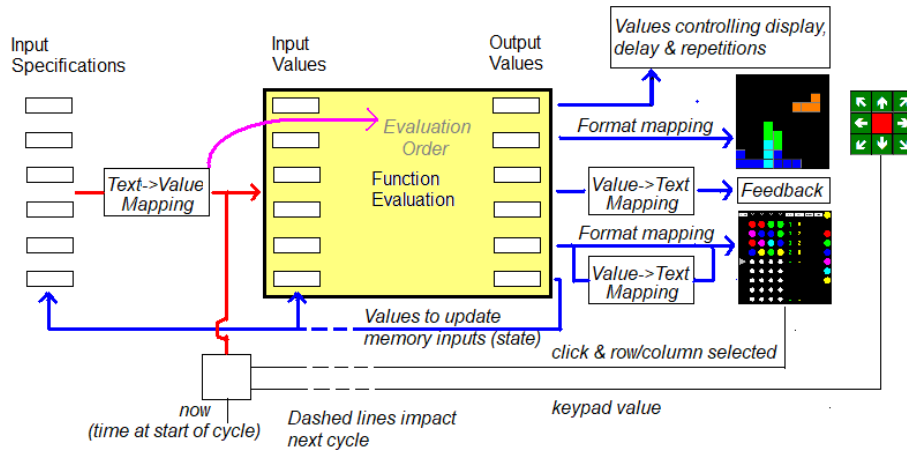 Values controlling display,
delay & repetitions
Input
Specifications
Input
Values
Output
Values
Evaluation
Order
Format mapping
Text->Value
Mapping
Function
Evaluation
Value->Text
Mapping
Feedback
Format mapping
Value->Text
Mapping
Values to update
memory inputs (state)
click & row/column selected
now
(time at start of cycle)
Dashed lines impact
next cycle
keypad value